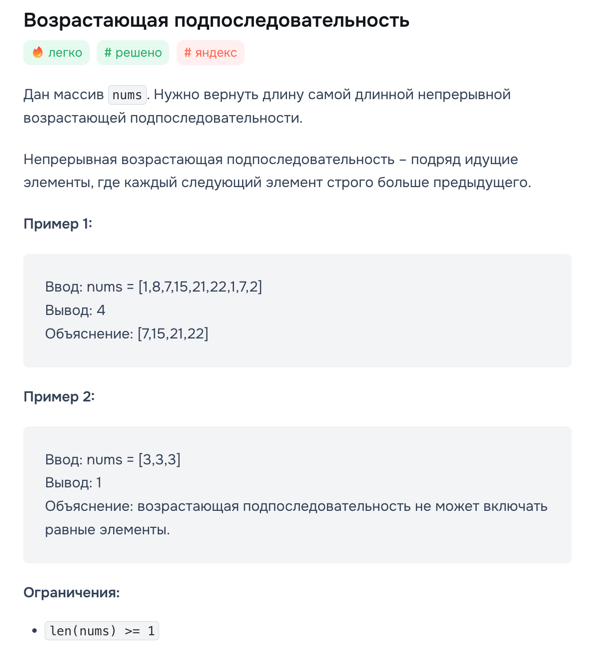 Возрастающая подпоследовательность
🔥 легко # решено # яндекс
Дан массив nums. Нужно вернуть длину самой длинной непрерывной
возрастающей подпоследовательности.
Непрерывная возрастающая подпоследовательность – подряд идущие
элементы, где каждый следующий элемент строго больше предыдущего.
Пример 1:
Ввод: nums = [1,8,7,15,21,22,1,7,2]
Вывод: 4
Объяснение: [7,15,21,22]
Пример 2:
Ввод: nums = [3,3,3]
Вывод: 1
Объяснение: возрастающая подпоследовательность не может включать
равные элементы.
Ограничения:
• len(nums) >= 1